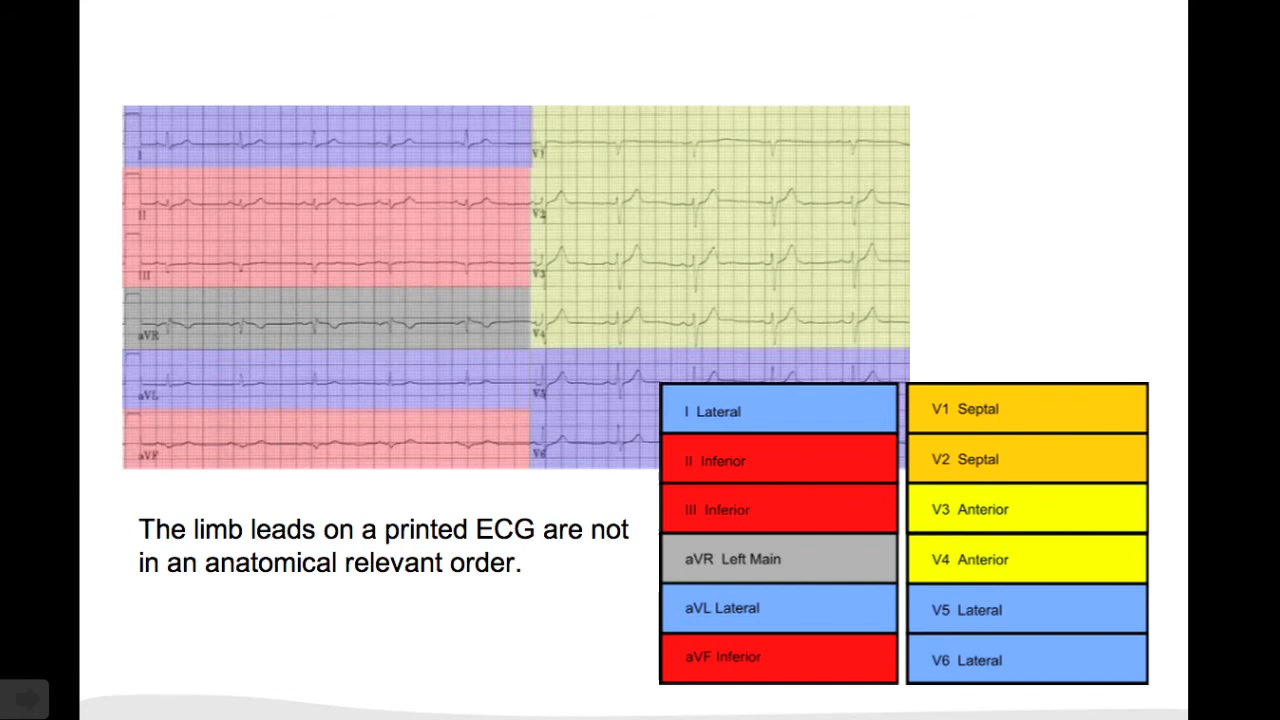 I
II
III
aVR
aVL
aVF
V1
V2
V3
V4
V5
V6
The limb leads on a printed ECG are not
in an anatomical relevant order.
I Lateral
II Inferior
III Inferior
aVR Left Main
aVL Lateral
aVF Inferior
V1 Septal
V2 Septal
V3 Anterior
V4 Anterior
V5 Lateral
V6 Lateral